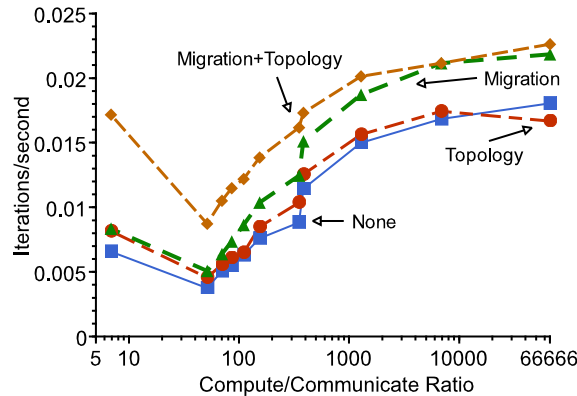 0.025
0.02
0.015
0.01
0.005
0
Iterations/second
Migration+Topology
Migration
Topology
None
5 10 100 1000 10000 66666
Compute/Communicate Ratio